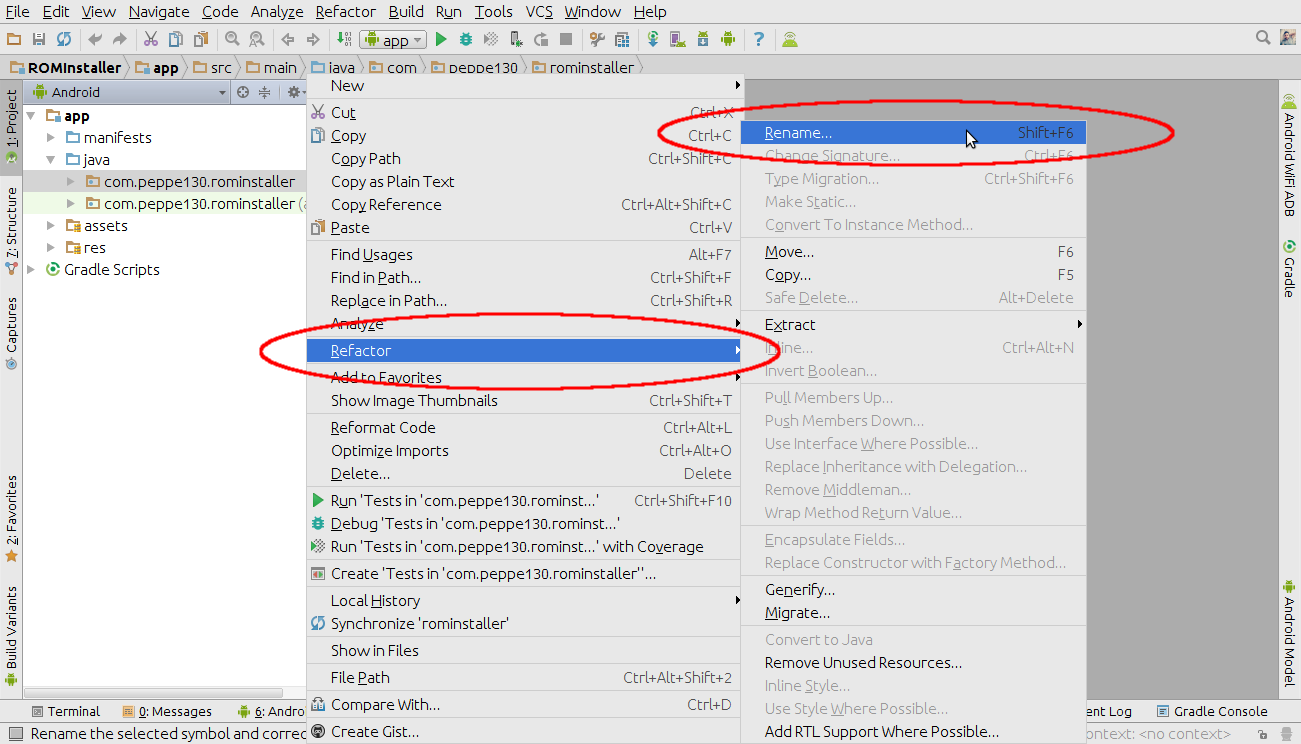 File Edit View Navigate Code Analyze Refactor Build Run Tools VCS Window Help
app
ROMInstaller app src main java com peppe130 rominstaller
1: Project
7: Structure
Captures
2: Favorites
Build Variants
Android
app
manifests
java
com.peppe130.rominstaller
com.peppe130.rominstaller (
assets
res
Gradle Scripts
New
Cut Ctrl+X
Copy Ctrl+C
Copy Path Ctrl+Shift+C
Copy as Plain Text
Copy Reference Ctrl+Alt+Shift+C
Paste Ctrl+V
Find Usages Alt+F7
Find in Path... Ctrl+Shift+F
Replace in Path... Ctrl+Shift+R
Analyze
Refactor
Add to Favorites
Show Image Thumbnails Ctrl+Shift+T
Reformat Code Ctrl+Alt+L
Optimize Imports Ctrl+Alt+O
Delete... Delete
Run 'Tests in 'com.peppe130.rominst...' Ctrl+Shift+F10
Debug 'Tests in 'com.peppe130.rominst...'
Run 'Tests in 'com.peppe130.rominst...' with Coverage
Create 'Tests in 'com.peppe130.rominstaller''...
Local History
Synchronize 'rominstaller'
Show in Files
File Path Ctrl+Alt+Shift+2
Compare With... Ctrl+D
Create Gist...
Rename... Shift+F6
Change Signature... Ctrl+F6
Type Migration... Ctrl+Shift+F6
Make Static...
Convert To Instance Method...
Move... F6
Copy... F5
Safe Delete... Alt+Delete
Extract
Inline... Ctrl+Alt+N
Invert Boolean...
Pull Members Up...
Push Members Down...
Use Interface Where Possible...
Replace Inheritance with Delegation...
Remove Middleman...
Wrap Method Return Value...
Encapsulate Fields...
Replace Constructor with Factory Method...
Generify...
Migrate...
Convert to Java
Remove Unused Resources...
Inline Style...
Use Style Where Possible...
Add RTL Support Where Possible...
Android WiFi ADB
Gradle
Android Model
Terminal 0: Messages 6: Andro ent Log Gradle Console
Rename the selected symbol and correc ontext: <no context>